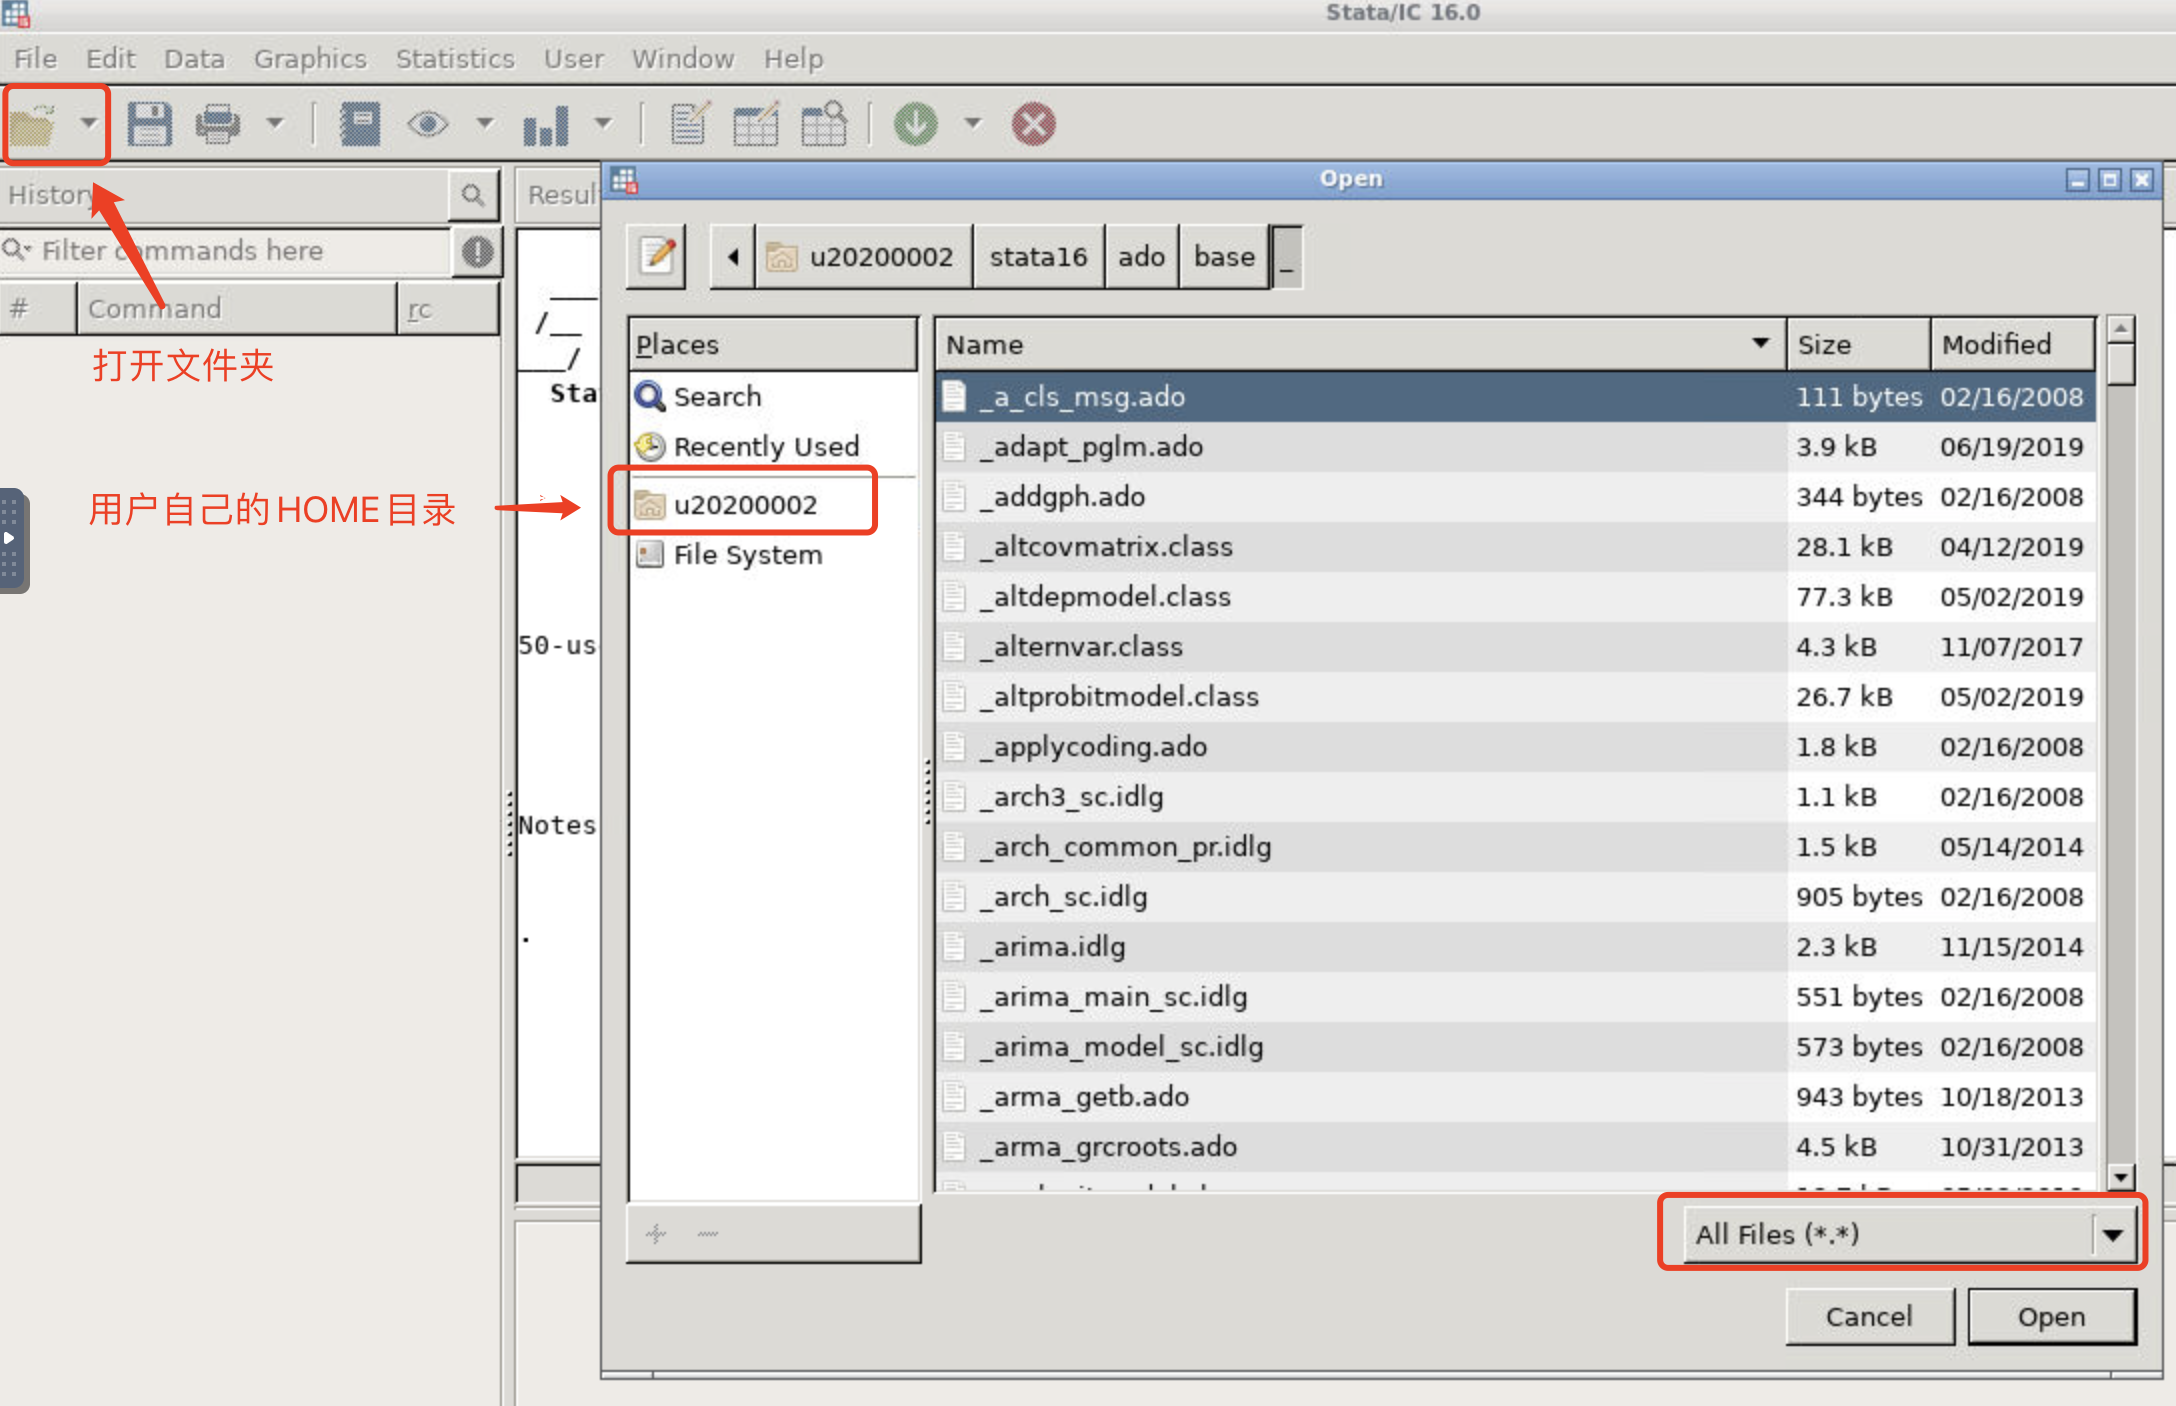 Stata/IC 16.0
File Edit Data Graphics Statistics User Window Help
History
Filter commands here
# Command rc
打开文件夹
用户自己的HOME目录
Resul
___
/__
___/
Sta
50-us
Notes
.
Open
u20200002 stata16 ado base _
Places
Search
Recently Used
u20200002
File System
Name Size Modified
_a_cls_msg.ado 111 bytes 02/16/2008
_adapt_pglm.ado 3.9 kB 06/19/2019
_addgph.ado 344 bytes 02/16/2008
_altcovmatrix.class 28.1 kB 04/12/2019
_altdepmodel.class 77.3 kB 05/02/2019
_alternvar.class 4.3 kB 11/07/2017
_altprobitmodel.class 26.7 kB 05/02/2019
_applycoding.ado 1.8 kB 02/16/2008
_arch3_sc.idlg 1.1 kB 02/16/2008
_arch_common_pr.idlg 1.5 kB 05/14/2014
_arch_sc.idlg 905 bytes 02/16/2008
_arima.idlg 2.3 kB 11/15/2014
_arima_main_sc.idlg 551 bytes 02/16/2008
_arima_model_sc.idlg 573 bytes 02/16/2008
_arma_getb.ado 943 bytes 10/18/2013
_arma_grcroots.ado 4.5 kB 10/31/2013
All Files (*.*)
Cancel Open